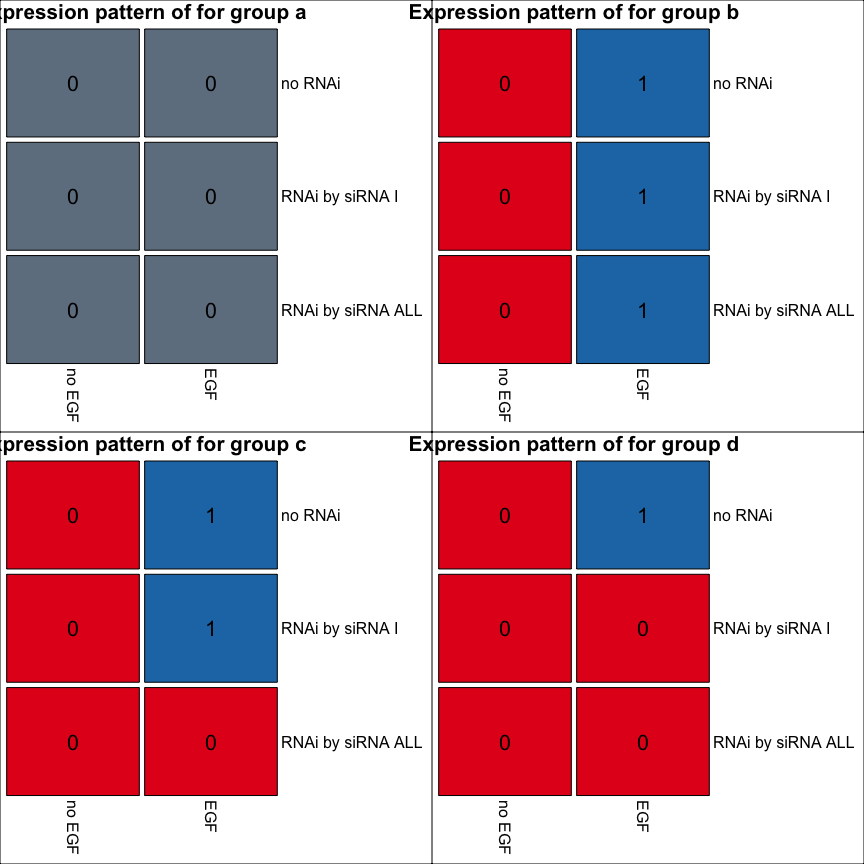 pression pattern of for group a
0 0 no RNAi
0 0 RNAi by siRNA I
0 0 RNAi by siRNA ALL
no EGF EGF
Expression pattern of for group b
0 1 no RNAi
0 1 RNAi by siRNA I
0 1 RNAi by siRNA ALL
no EGF EGF
pression pattern of for group c
0 1 no RNAi
0 1 RNAi by siRNA I
0 0 RNAi by siRNA ALL
no EGF EGF
Expression pattern of for group d
0 1 no RNAi
0 0 RNAi by siRNA I
0 0 RNAi by siRNA ALL
no EGF EGF